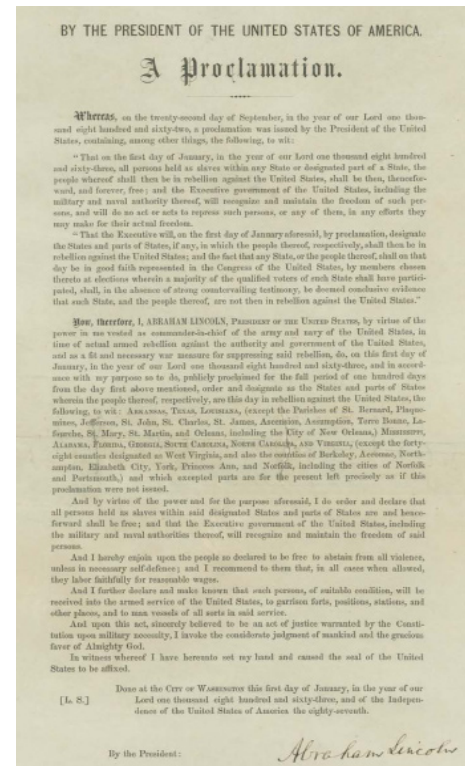 BY THE PRESIDENT OF THE UNITED STATES OF AMERICA.
A Proclamation.
Whereas, on the twenty-second day of September, in the year of our Lord one thou-
sand eight hundred and sixty-two, a proclamation was issued by the President of the United
States, containing, among other things, the following, to wit:
"That on the first day of January, in the year of our Lord one thousand eight hundred
and sixty-three, all persons held as slaves within any State or designated part of a State, the
people whereof shall then be in rebellion against the United States, shall be then, thencefor-
ward, and forever, free; and the Executive government of the United States, including the
military and naval authority thereof, will recognize and maintain the freedom of such per-
sons, and will do no act or acts to repress such persons, or any of them, in any efforts they
may make for their actual freedom.
"That the Executive will, on the first day of January aforesaid, by proclamation, designate
the States and parts of States, if any, in which the people thereof, respectively, shall then be in
rebellion against the United States; and the fact that any State, or the people thereof, shall on that
day be in good faith represented in the Congress of the United States, by members chosen
thereto at elections wherein a majority of the qualified voters of such State shall have partici-
pated, shall, in the absence of strong countervailing testimony, be deemed conclusive evidence
that such State, and the people thereof, are not then in rebellion against the United States."
Now, therefore, I, ABRAHAM LINCOLN, PRESIDENT OF THE UNITED STATES, by virtue of the
power in me vested as commander-in-chief of the army and navy of the United States, in
time of actual armed rebellion against the authority and government of the United States,
and as a fit and necessary war measure for suppressing said rebellion, do, on this first day of
January, in the year of our Lord one thousand eight hundred and sixty-three, and in accord-
ance with my purpose so to do, publicly proclaimed for the full period of one hundred days
from the day first above mentioned, order and designate as the States and parts of States
wherein the people thereof, respectively, are this day in rebellion against the United States, the
following, to wit: ARKANSAS, TEXAS, LOUISIANA, (except the Parishes of St. Bernard, Plaque-
mines, Jefferson, St. John, St. Charles, St. James, Ascension, Assumption, Terre Bonne, La-
fourche, St. Mary, St. Martin, and Orleans, including the City of New Orleans,) MISSISSIPPI,
ALABAMA, FLORIDA, GEORGIA, SOUTH CAROLINA, NORTH CAROLINA, AND VIRGINIA, (except the forty-
eight counties designated as West Virginia, and also the counties of Berkeley, Accomac, North-
ampton, Elizabeth City, York, Princess Ann, and Norfolk, including the cities of Norfolk
and Portsmouth,) and which excepted parts are for the present left precisely as if this
proclamation were not issued.
And by virtue of the power and for the purpose aforesaid, I do order and declare that
all persons held as slaves within said designated States and parts of States are and hence-
forward shall be free; and that the Executive government of the United States, including
the military and naval authorities thereof, will recognize and maintain the freedom of said
persons.
And I hereby enjoin upon the people so declared to be free to abstain from all violence,
unless in necessary self-defence; and I recommend to them that, in all cases when allowed,
they labor faithfully for reasonable wages.
And I further declare and make known that such persons, of suitable condition, will be
received into the armed service of the United States, to garrison forts, positions, stations, and
other places, and to man vessels of all sorts in said service.
And upon this act, sincerely believed to be an act of justice warranted by the Consti-
tution upon military necessity, I invoke the considerate judgment of mankind and the gracious
favor of Almighty God.
In witness whereof I have hereunto set my hand and caused the seal of the United
States to be affixed.
DONE at the CITY OF WASHINGTON this first day of January, in the year of our
[L. S.] Lord one thousand eight hundred and sixty-three, and of the Indepen-
dence of the United States of America the eighty-seventh.
By the President: Abraham Lincoln